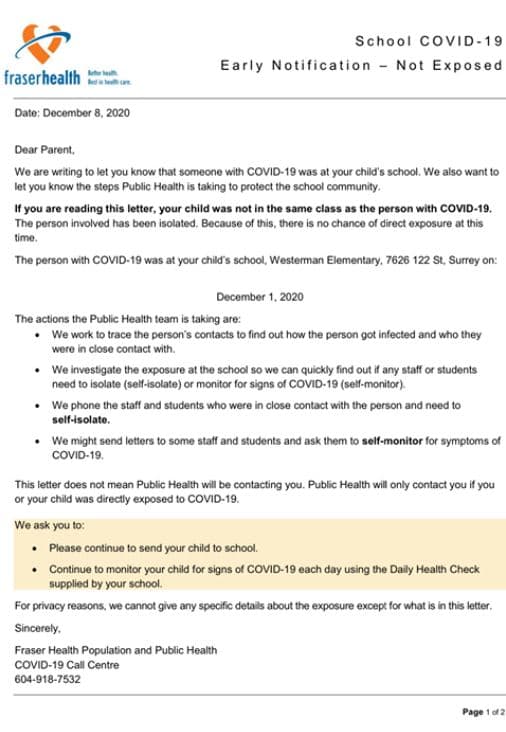 School COVID-19
fraserhealth Better health.
Best in health care.
Early Notification – Not Exposed
Date: December 8, 2020
Dear Parent,
We are writing to let you know that someone with COVID-19 was at your child's school. We also want to
let you know the steps Public Health is taking to protect the school community.
If you are reading this letter, your child was not in the same class as the person with COVID-19.
The person involved has been isolated. Because of this, there is no chance of direct exposure at this
time.
The person with COVID-19 was at your child's school, Westerman Elementary, 7626 122 St, Surrey on:
December 1, 2020
The actions the Public Health team is taking are:
• We work to trace the person's contacts to find out how the person got infected and who they
were in close contact with.
• We investigate the exposure at the school so we can quickly find out if any staff or students
need to isolate (self-isolate) or monitor for signs of COVID-19 (self-monitor).
• We phone the staff and students who were in close contact with the person and need to
self-isolate.
• We might send letters to some staff and students and ask them to self-monitor for symptoms of
COVID-19.
This letter does not mean Public Health will be contacting you. Public Health will only contact you if you
or your child was directly exposed to COVID-19.
We ask you to:
• Please continue to send your child to school.
• Continue to monitor your child for signs of COVID-19 each day using the Daily Health Check
supplied by your school.
For privacy reasons, we cannot give any specific details about the exposure except for what is in this letter.
Sincerely,
Fraser Health Population and Public Health
COVID-19 Call Centre
604-918-7532
Page 1 of 2